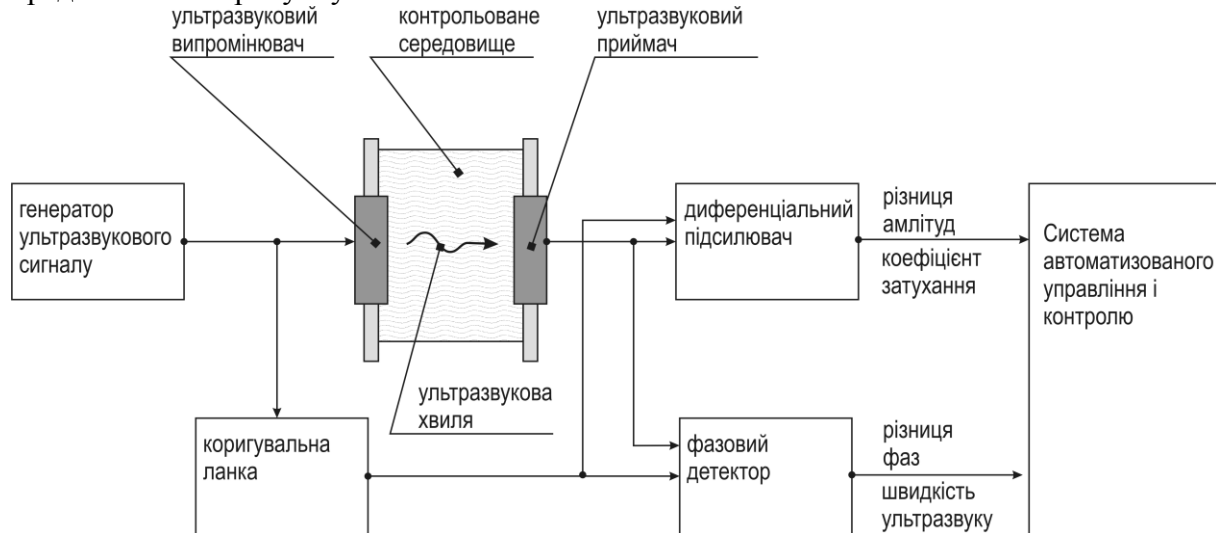 ультразвуковий
випромінювач
контрольоване
середовище
ультразвуковий
приймач
генератор
ультразвукового
сигналу
диференціальний
підсилювач
різниця
амлітуд
коефіцієнт
затухання
Система
автоматизованого
управління і
контролю
ультразвукова
хвиля
коригувальна
ланка
фазовий
детектор
різниця
фаз
швидкість
ультразвуку